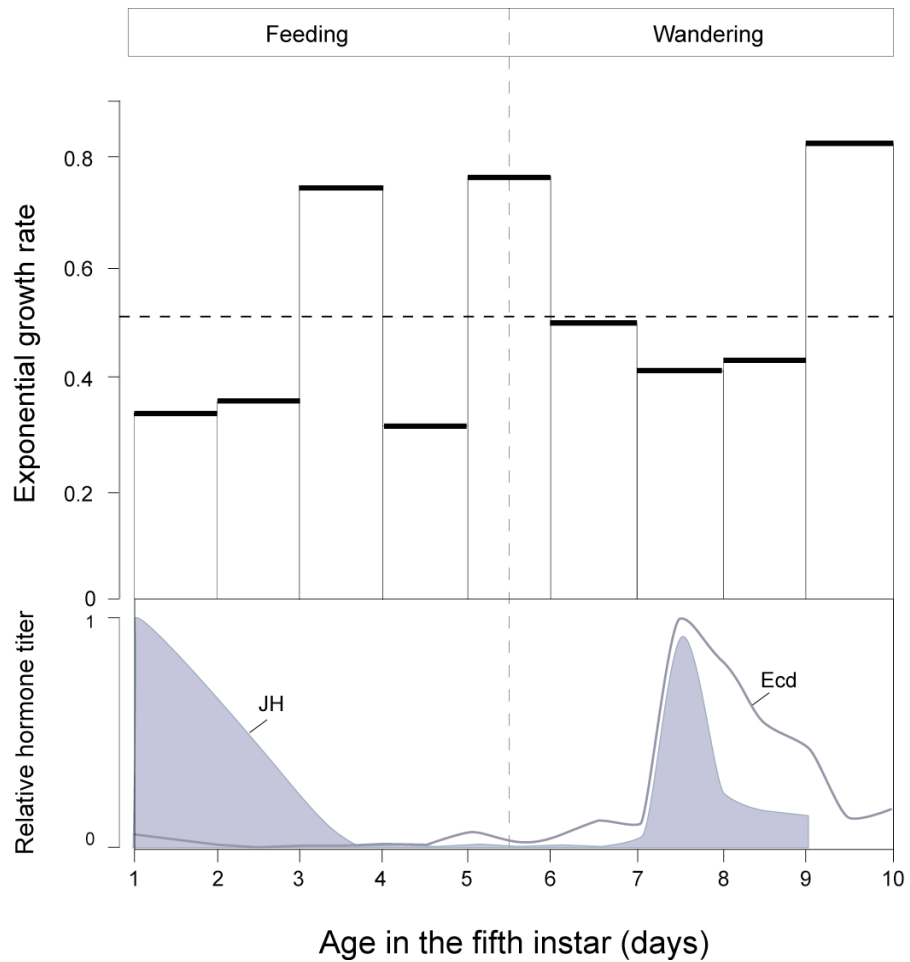 Feeding
Wandering
Exponential growth rate
0.8
0.6
0.4
0.2
0
Relative hormone titer
1
0
JH
Ecd
1 2 3 4 5 6 7 8 9 10
Age in the fifth instar (days)